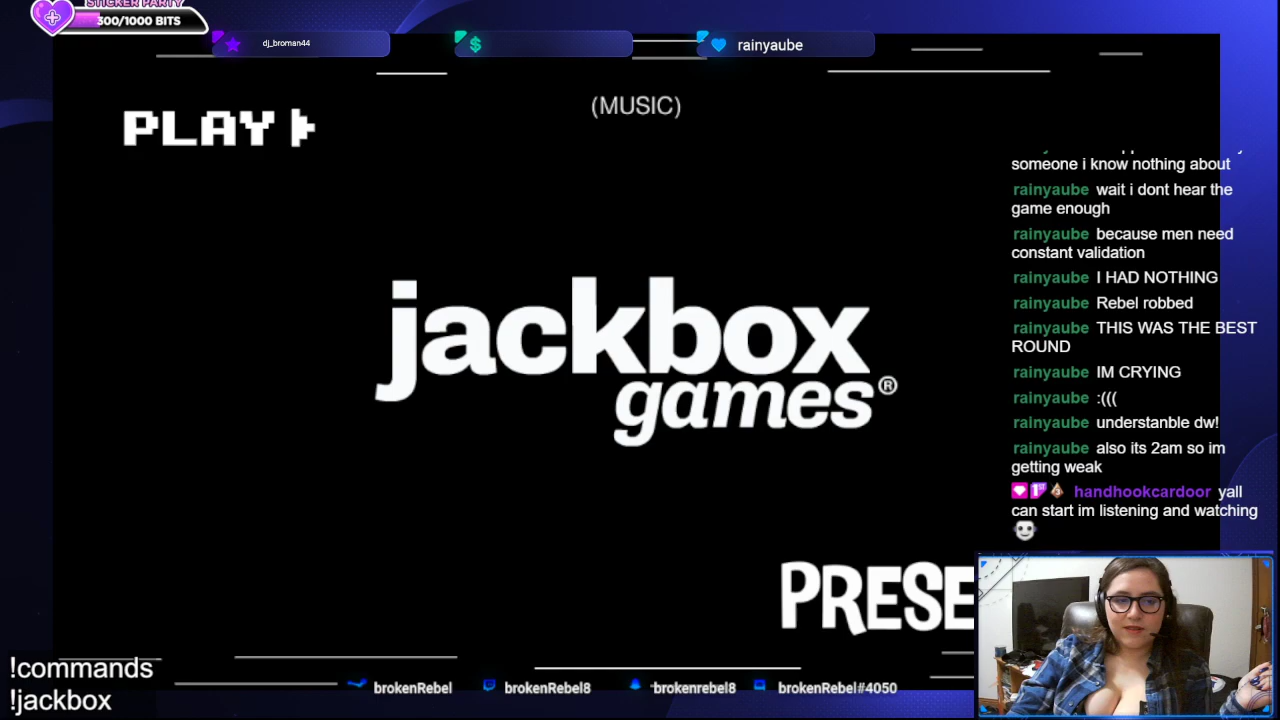 STICKER PARTY
300/1000 BITS
dj_broman44
rainyaube
PLAY
(MUSIC)
someone i know nothing about
rainyaube wait i dont hear the
game enough
rainyaube because men need
constant validation
rainyaube I HAD NOTHING
rainyaube Rebel robbed
rainyaube THIS WAS THE BEST
ROUND
rainyaube IM CRYING
rainyaube :(((
rainyaube understanble dw!
rainyaube also its 2am so im
getting weak
handhookcardoor yall
can start im listening and watching
jackbox
games®
PRESE
!commands
!jackbox
brokenRebel
brokenRebel8
brokenrebel8
brokenRebel#4050